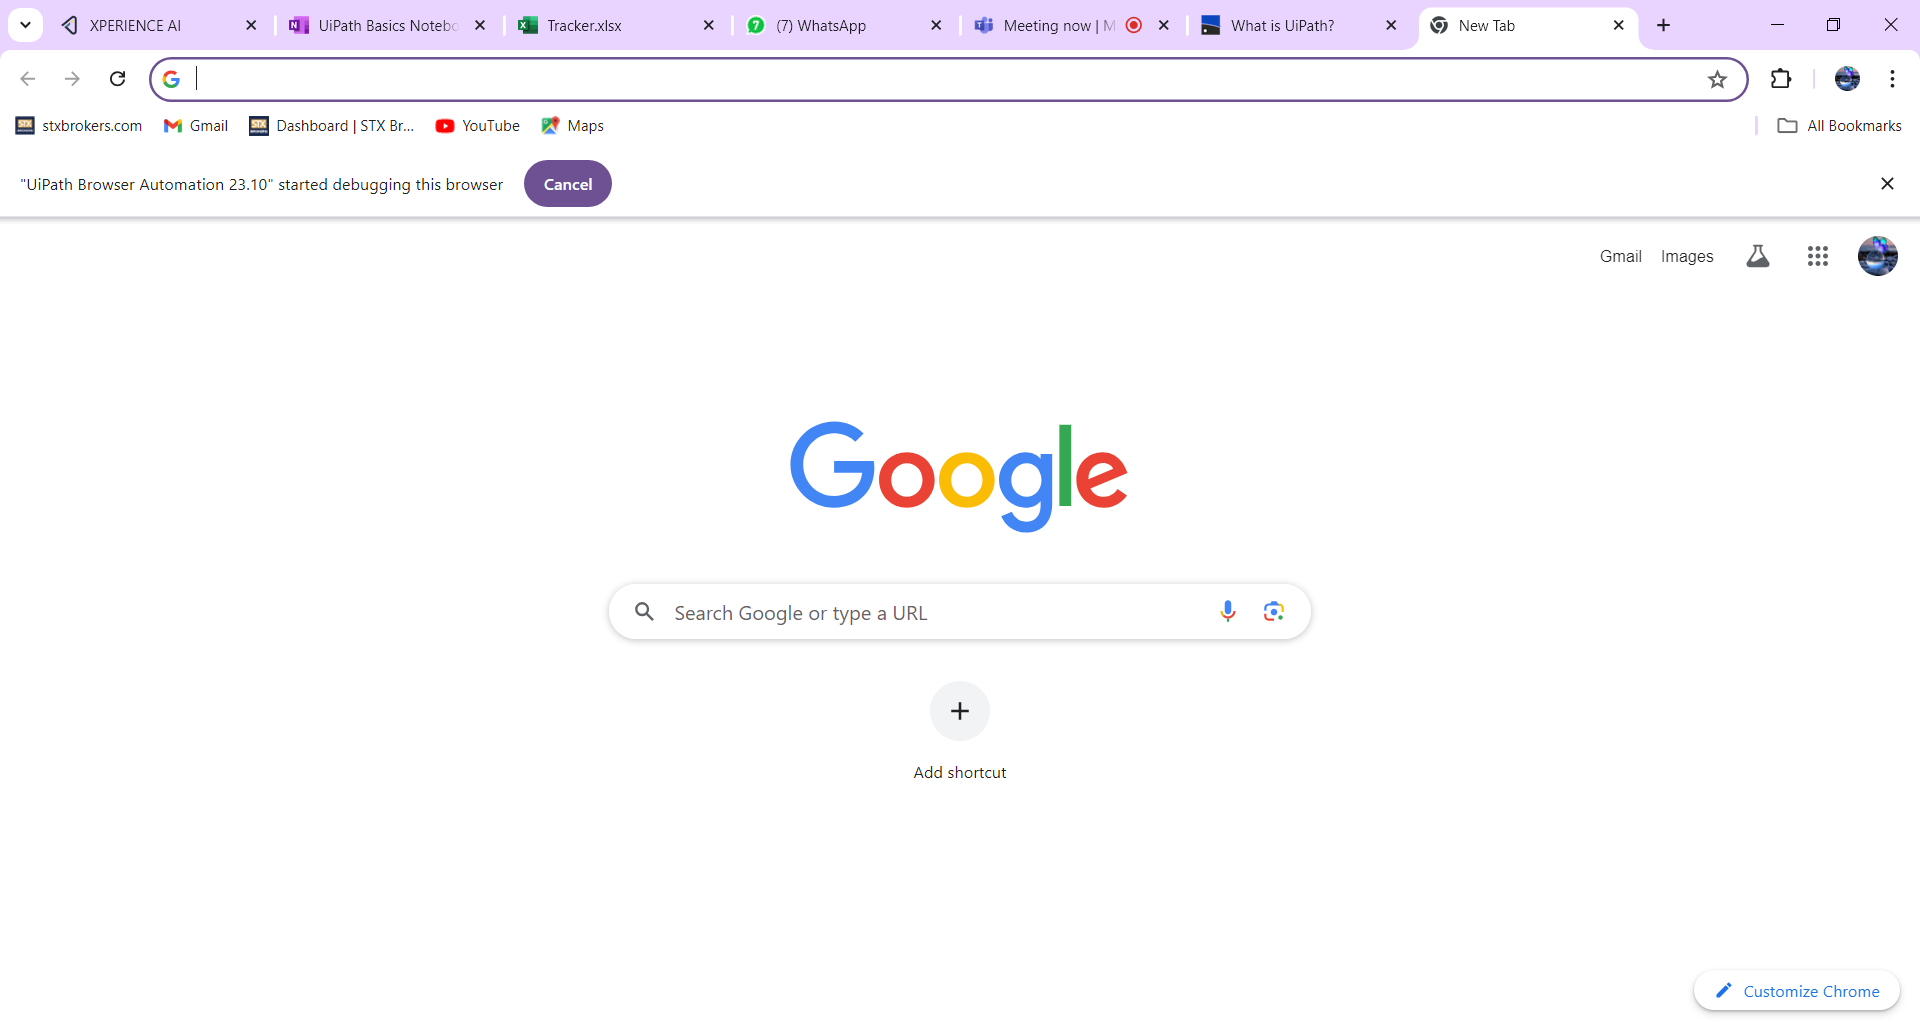 XPERIENCE AI
UiPath Basics Notebo
Tracker.xlsx
(7) WhatsApp
Meeting now | M
What is UiPath?
New Tab
stxbrokers.com
Gmail
Dashboard | STX Br...
YouTube
Maps
All Bookmarks
"UiPath Browser Automation 23.10" started debugging this browser
Cancel
Gmail
Images
Google
Search Google or type a URL
Add shortcut
Customize Chrome